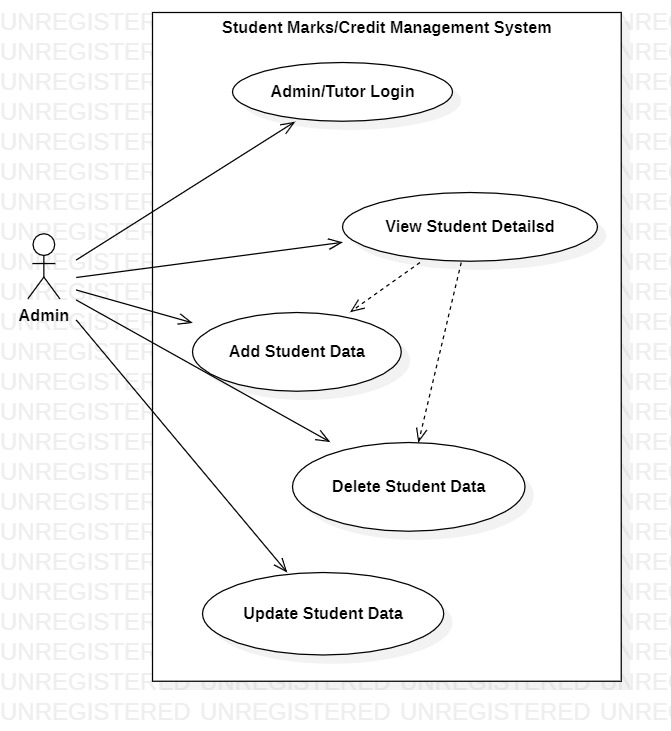 Student Marks/Credit Management System
Admin/Tutor Login
View Student Detailsd
Admin
Add Student Data
Delete Student Data
Update Student Data
UNREGISTERED UNREGISTERED UNREGISTERED UNREGISTERED